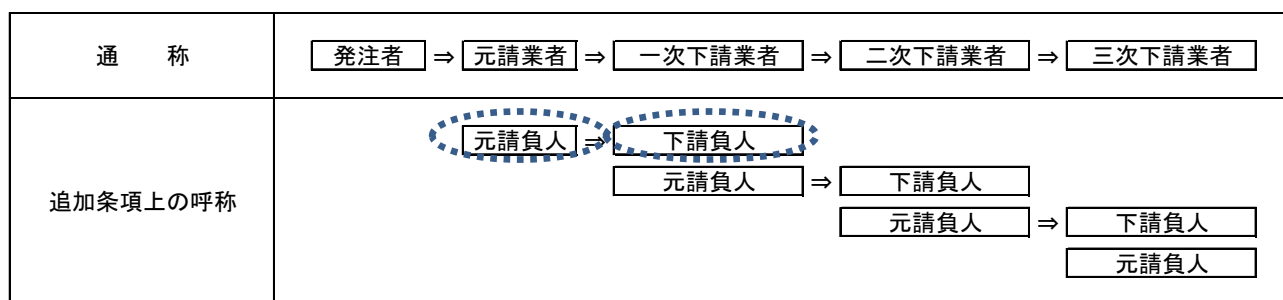 通　　称
発注者 ⇒ 元請業者 ⇒ 一次下請業者 ⇒ 二次下請業者 ⇒ 三次下請業者
追加条項上の呼称
元請負人 ⇒ 下請負人
元請負人 ⇒ 下請負人
元請負人 ⇒ 下請負人
元請負人